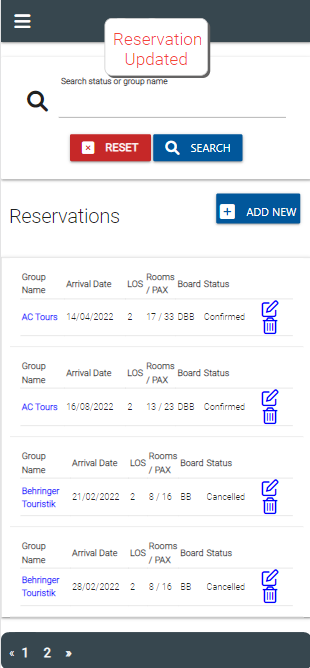 Reservation
Updated
Search status or group name
RESET
SEARCH
Reservations
ADD NEW
Group Name Arrival Date LOS Rooms / PAX Board Status
AC Tours 14/04/2022 2 17 / 33 DBB Confirmed
Group Name Arrival Date LOS Rooms / PAX Board Status
AC Tours 16/08/2022 2 13 / 23 DBB Confirmed
Group Name Arrival Date LOS Rooms / PAX Board Status
Behringer Touristik 21/02/2022 2 8 / 16 BB Cancelled
Group Name Arrival Date LOS Rooms / PAX Board Status
Behringer Touristik 28/02/2022 2 8 / 16 BB Cancelled
« 1 2 »